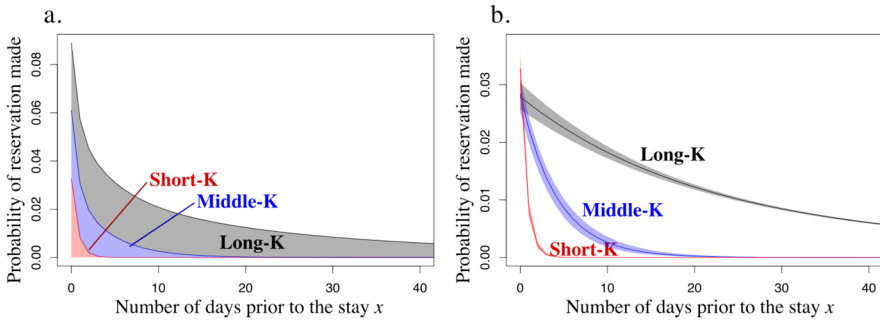 a.
Probability of reservation made
0.08
0.06
0.04
0.02
0.00
Short-K
Middle-K
Long-K
0 10 20 30 40
Number of days prior to the stay x
b.
Probability of reservation made
0.03
0.02
0.01
0.00
Long-K
Middle-K
Short-K
0 10 20 30 40
Number of days prior to the stay x